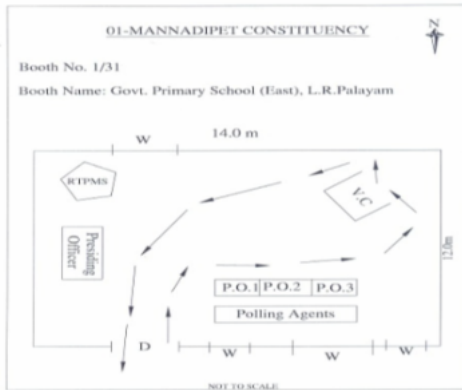 01-MANNADIPET CONSTITUENCY
N
Booth No. 1/31
Booth Name: Govt. Primary School (East), L.R.Palayam
W
14.0 m
RTPMS
V.C
Presiding
Officer
12.0m
P.O.1 P.O.2 P.O.3
Polling Agents
D
W
W
W
NOT TO SCALE